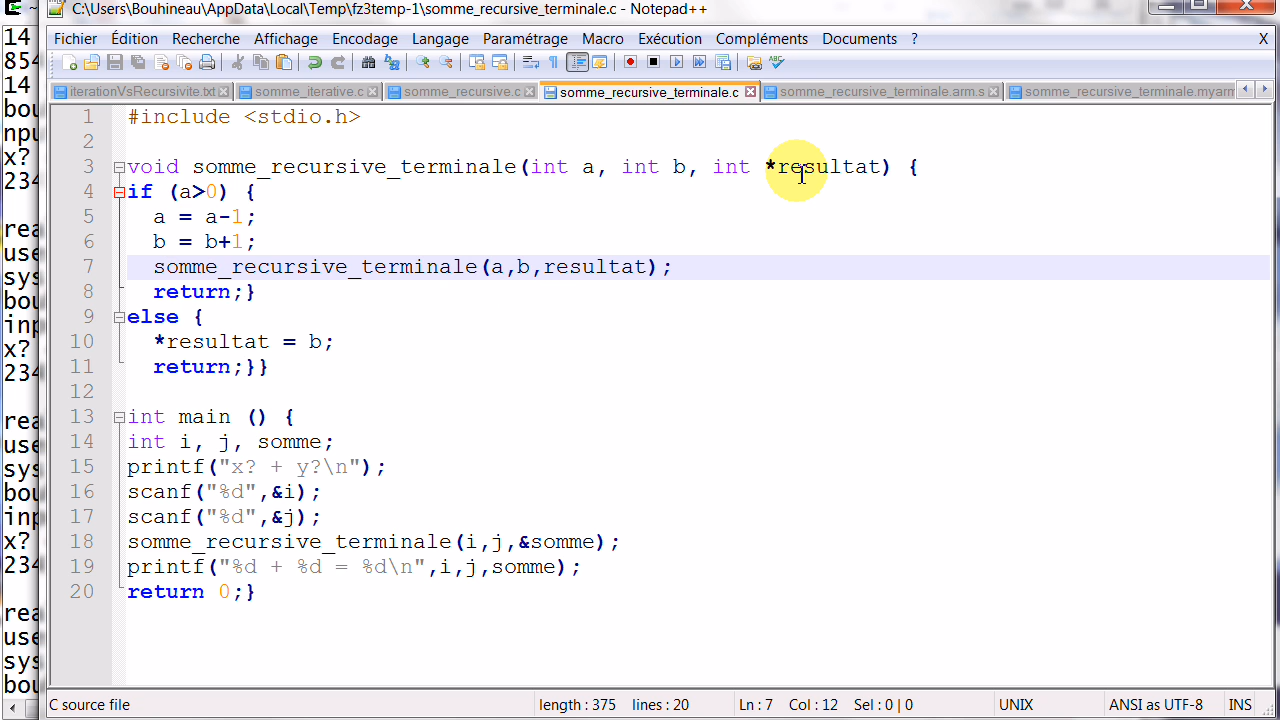 C:\Users\Bouhineau\AppData\Local\Temp\fz3temp-1\somme_recursive_terminale.c - Notepad++
Fichier Édition Recherche Affichage Encodage Langage Paramétrage Macro Exécution Compléments Documents ? X
iterationVsRecursivite.txt somme_iterative.c somme_recursive.c somme_recursive_terminale.c somme_recursive_terminale.arm.s somme_recursive_terminale.myarm
1 #include <stdio.h>
2
3 void somme_recursive_terminale(int a, int b, int *resultat) {
4 if (a>0) {
5 a = a-1;
6 b = b+1;
7 somme_recursive_terminale(a,b,resultat);
8 return;}
9 else {
10 *resultat = b;
11 return;}}
12
13 int main () {
14 int i, j, somme;
15 printf("x? + y?\n");
16 scanf("%d",&i);
17 scanf("%d",&j);
18 somme_recursive_terminale(i,j,&somme);
19 printf("%d + %d = %d\n",i,j,somme);
20 return 0;}
C source file length : 375 lines : 20 Ln : 7 Col : 12 Sel : 0 | 0 UNIX ANSI as UTF-8 INS
14
854
14
bou
npu
x?
234
rea
use
sys
bou
inp
x?
234
rea
use
sys
bou
inp
x?
234
rea
use
sys
bou